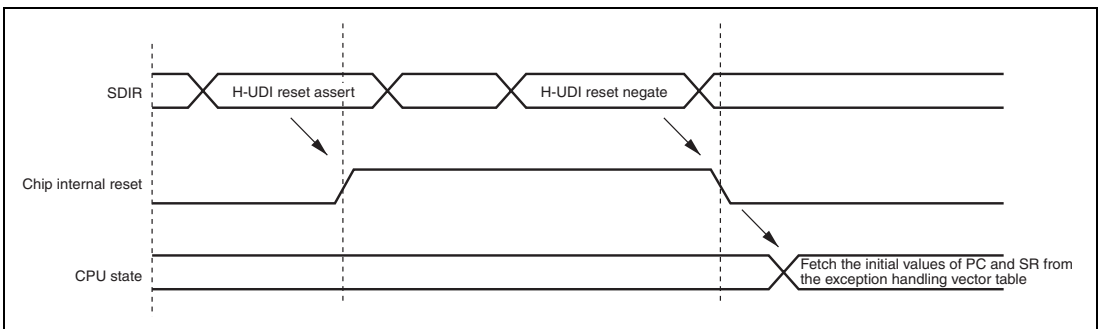 SDIR
H-UDI reset assert
H-UDI reset negate
Chip internal reset
CPU state
Fetch the initial values of PC and SR from
the exception handling vector table